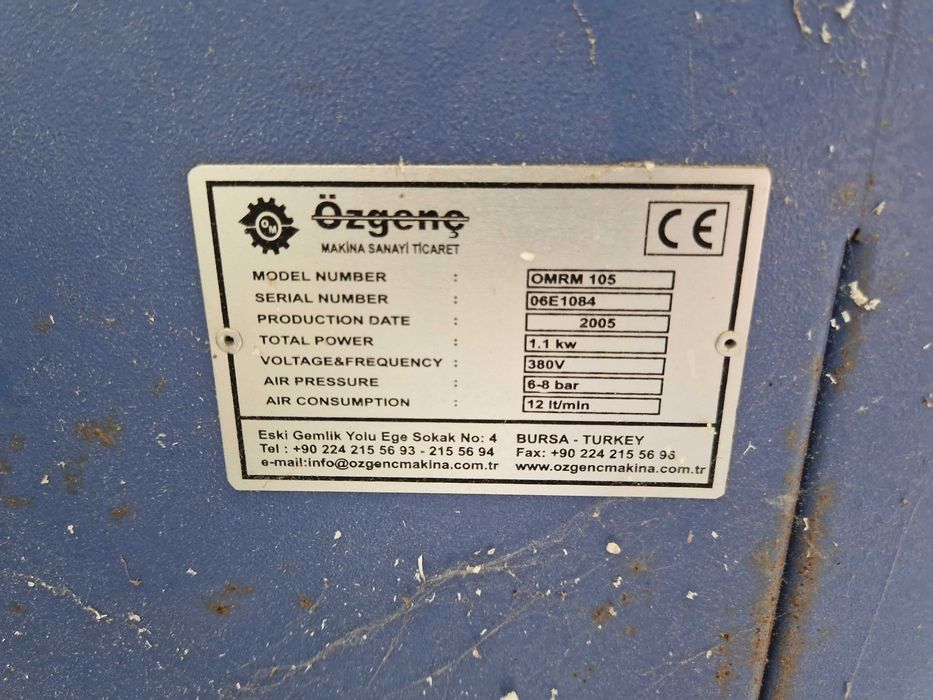 OM
Özgenç
MAKİNA SANAYİ TİCARET
CE
MODEL NUMBER : OMRM 105
SERIAL NUMBER : 06E1084
PRODUCTION DATE : 2005
TOTAL POWER : 1.1 kw
VOLTAGE&FREQUENCY : 380V
AIR PRESSURE : 6-8 bar
AIR CONSUMPTION : 12 lt/mln
Eski Gemlik Yolu Ege Sokak No: 4 BURSA - TURKEY
Tel : +90 224 215 56 93 - 215 56 94 Fax: +90 224 215 56 93
e-mail:info@ozgencmakina.com.tr www.ozgencmakina.com.tr